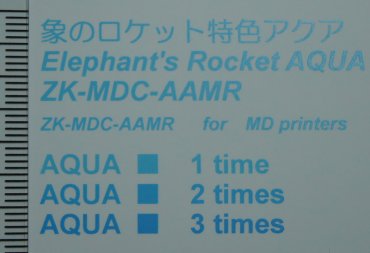 象のロケット特色アクア
Elephant's Rocket AQUA
ZK-MDC-AAMR
ZK-MDC-AAMR for MD printers
AQUA ■ 1 time
AQUA ■ 2 times
AQUA ■ 3 times